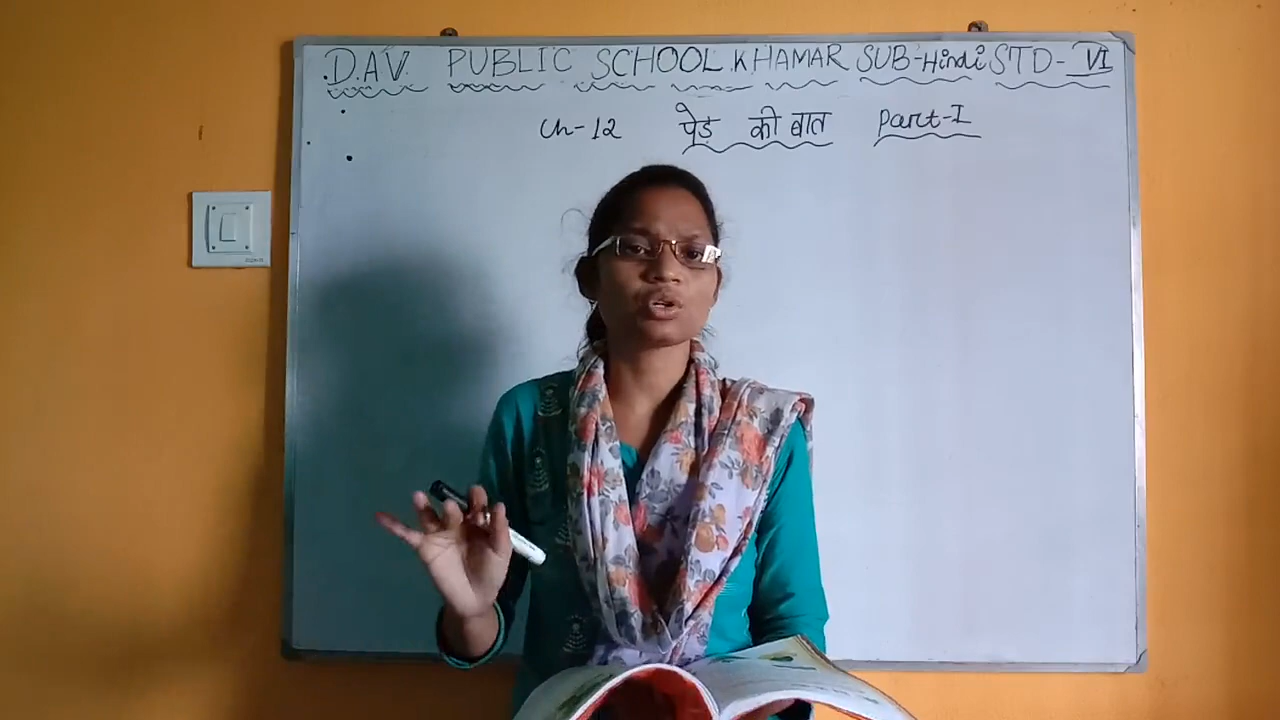 D.A.V. PUBLIC SCHOOL KHAMAR SUB-Hindi STD-VI
Ch-12 पेड़ की बात Part-I